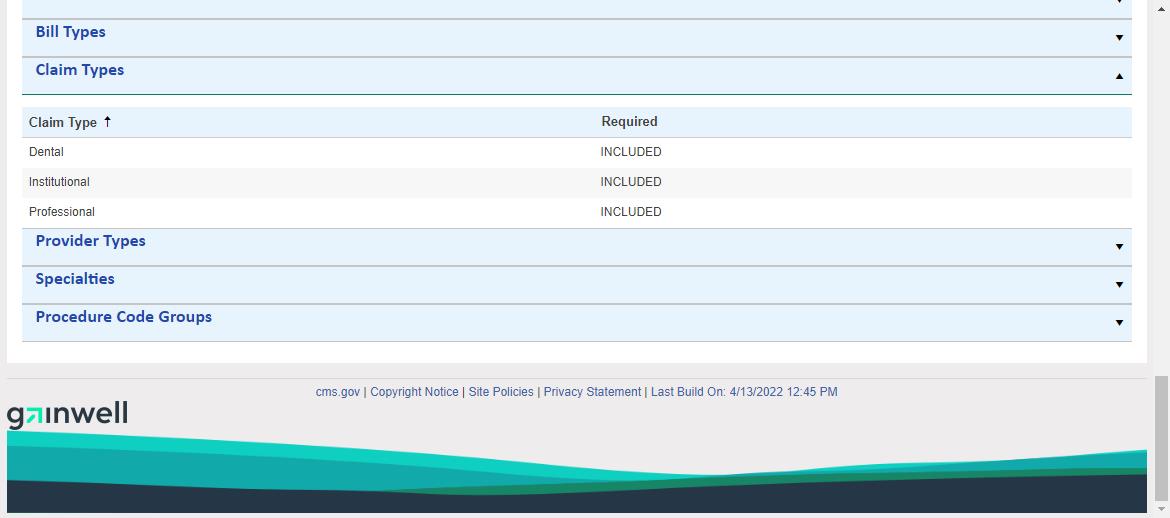 Bill Types
Claim Types
Claim Type ↑ Required
Dental INCLUDED
Institutional INCLUDED
Professional INCLUDED
Provider Types
Specialties
Procedure Code Groups
cms.gov | Copyright Notice | Site Policies | Privacy Statement | Last Build On: 4/13/2022 12:45 PM
gainwell